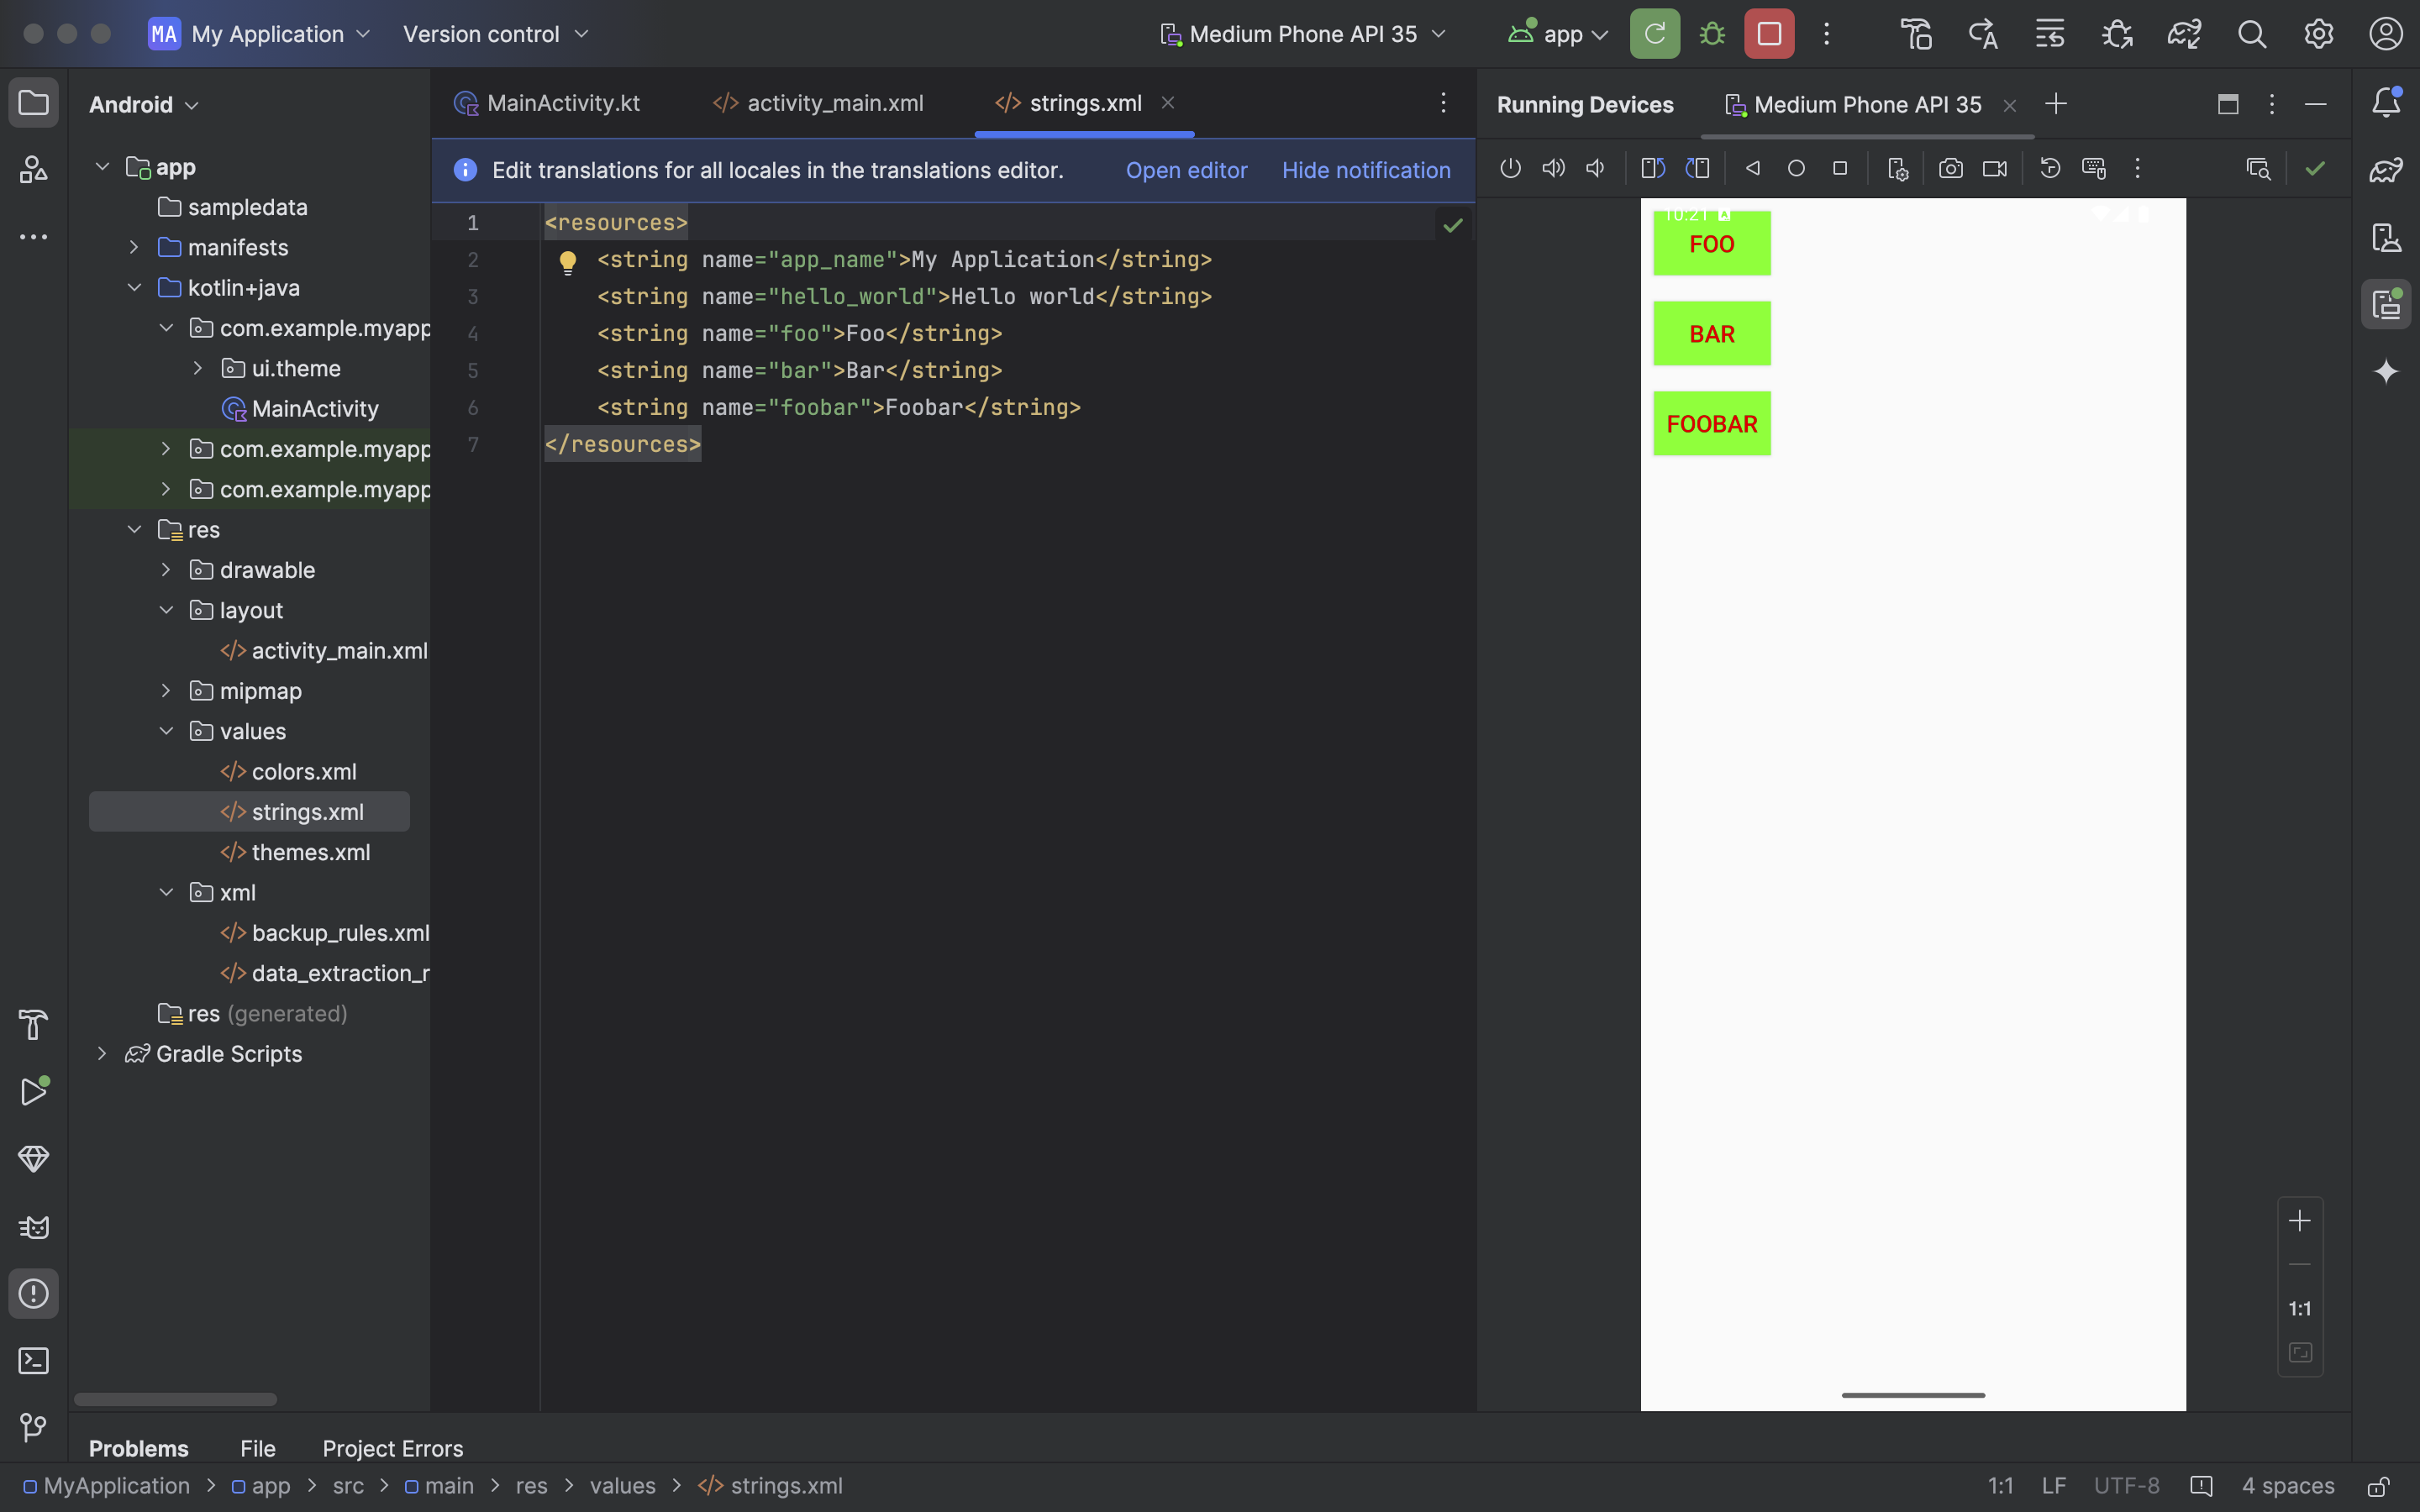 MA My Application Version control Medium Phone API 35 app
Android
app
sampledata
manifests
kotlin+java
com.example.myapp
ui.theme
MainActivity
com.example.myapp
com.example.myapp
res
drawable
layout
activity_main.xml
mipmap
values
colors.xml
strings.xml
themes.xml
xml
backup_rules.xml
data_extraction_r
res (generated)
Gradle Scripts
MainActivity.kt activity_main.xml strings.xml
Edit translations for all locales in the translations editor. Open editor Hide notification
1 <resources>
2 <string name="app_name">My Application</string>
3 <string name="hello_world">Hello world</string>
4 <string name="foo">Foo</string>
5 <string name="bar">Bar</string>
6 <string name="foobar">Foobar</string>
7 </resources>
Running Devices Medium Phone API 35
10:21
FOO
BAR
FOOBAR
1:1
Problems File Project Errors
MyApplication > app > src > main > res > values > strings.xml
1:1 LF UTF-8 4 spaces